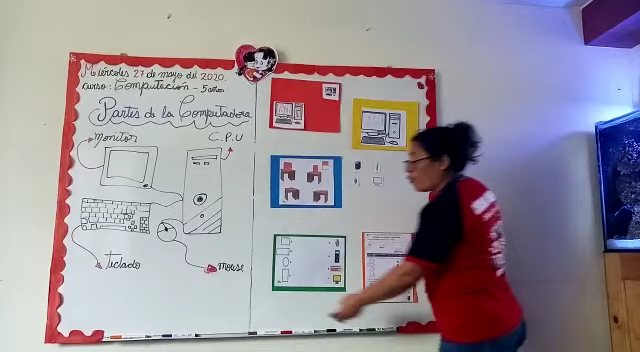 Miércoles 27 de mayo del 2020.
Curso: Computación - 5 años
Partes de la Computadora
Monitor
C.P.U
teclado
mouse